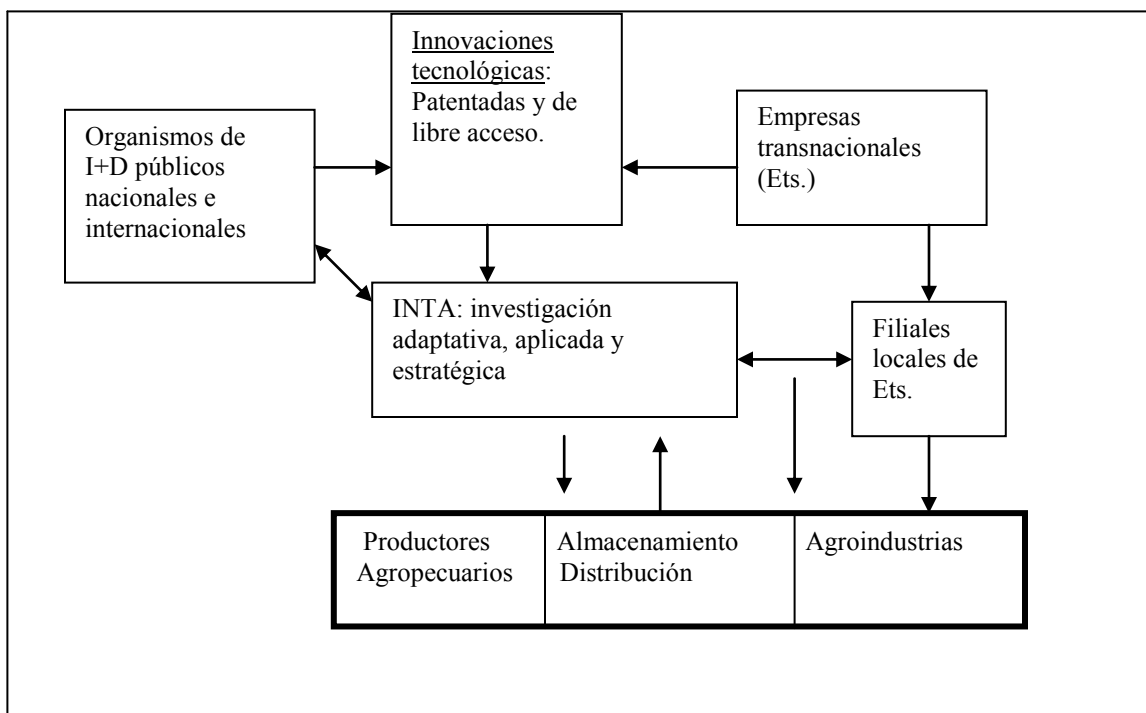 Innovaciones
tecnológicas:
Patentadas y de
libre acceso.
Organismos de
I+D públicos
nacionales e
internacionales
Empresas
transnacionales
(Ets.)
INTA: investigación
adaptativa, aplicada y
estratégica
Filiales
locales de
Ets.
Productores
Agropecuarios
Almacenamiento
Distribución
Agroindustrias